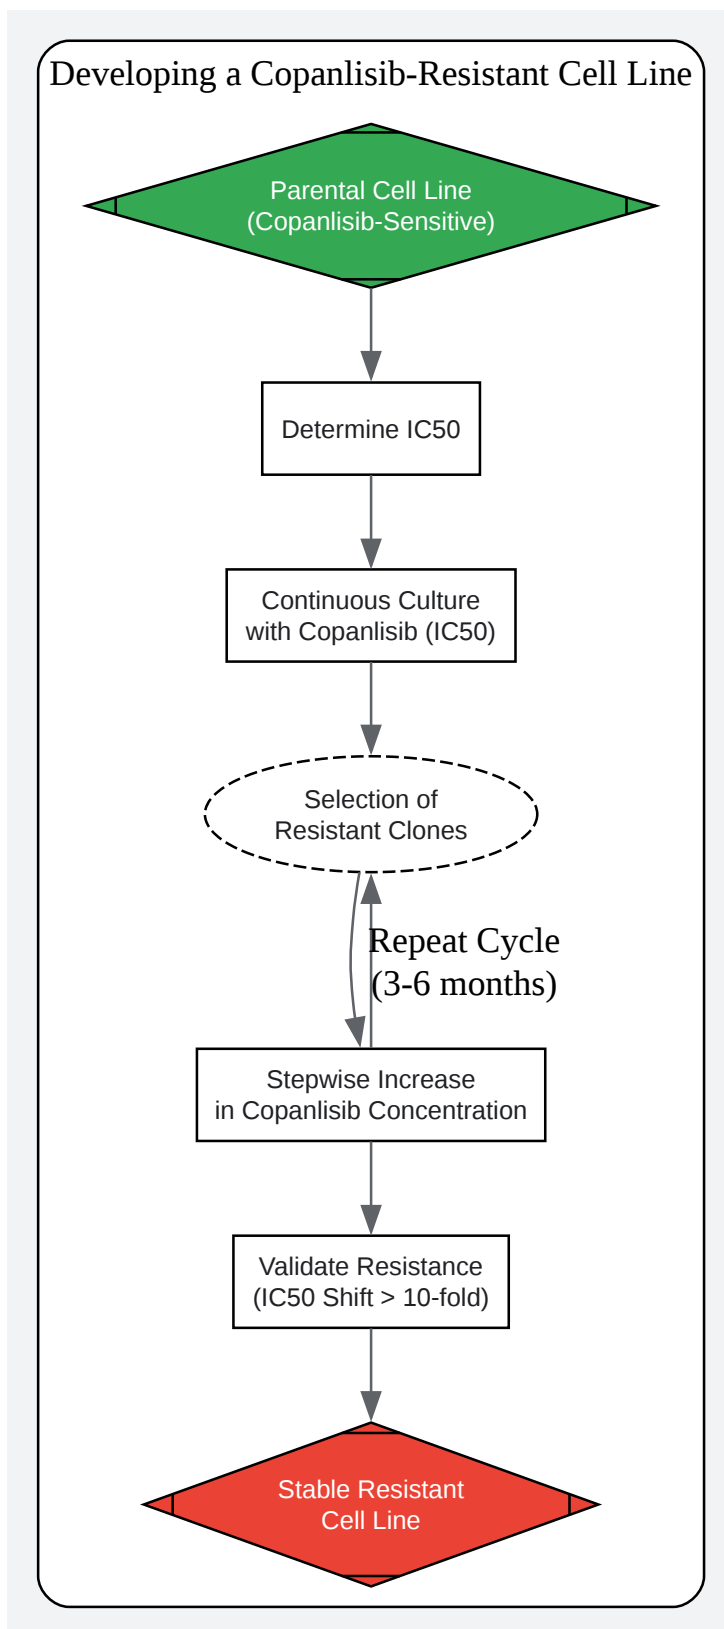 Developing a Copanlisib-Resistant Cell Line
Parental Cell Line
(Copanlisib-Sensitive)
Determine IC50
Continuous Culture
with Copanlisib (IC50)
Selection of
Resistant Clones
Repeat Cycle
(3-6 months)
Stepwise Increase
in Copanlisib Concentration
Validate Resistance
(IC50 Shift > 10-fold)
Stable Resistant
Cell Line